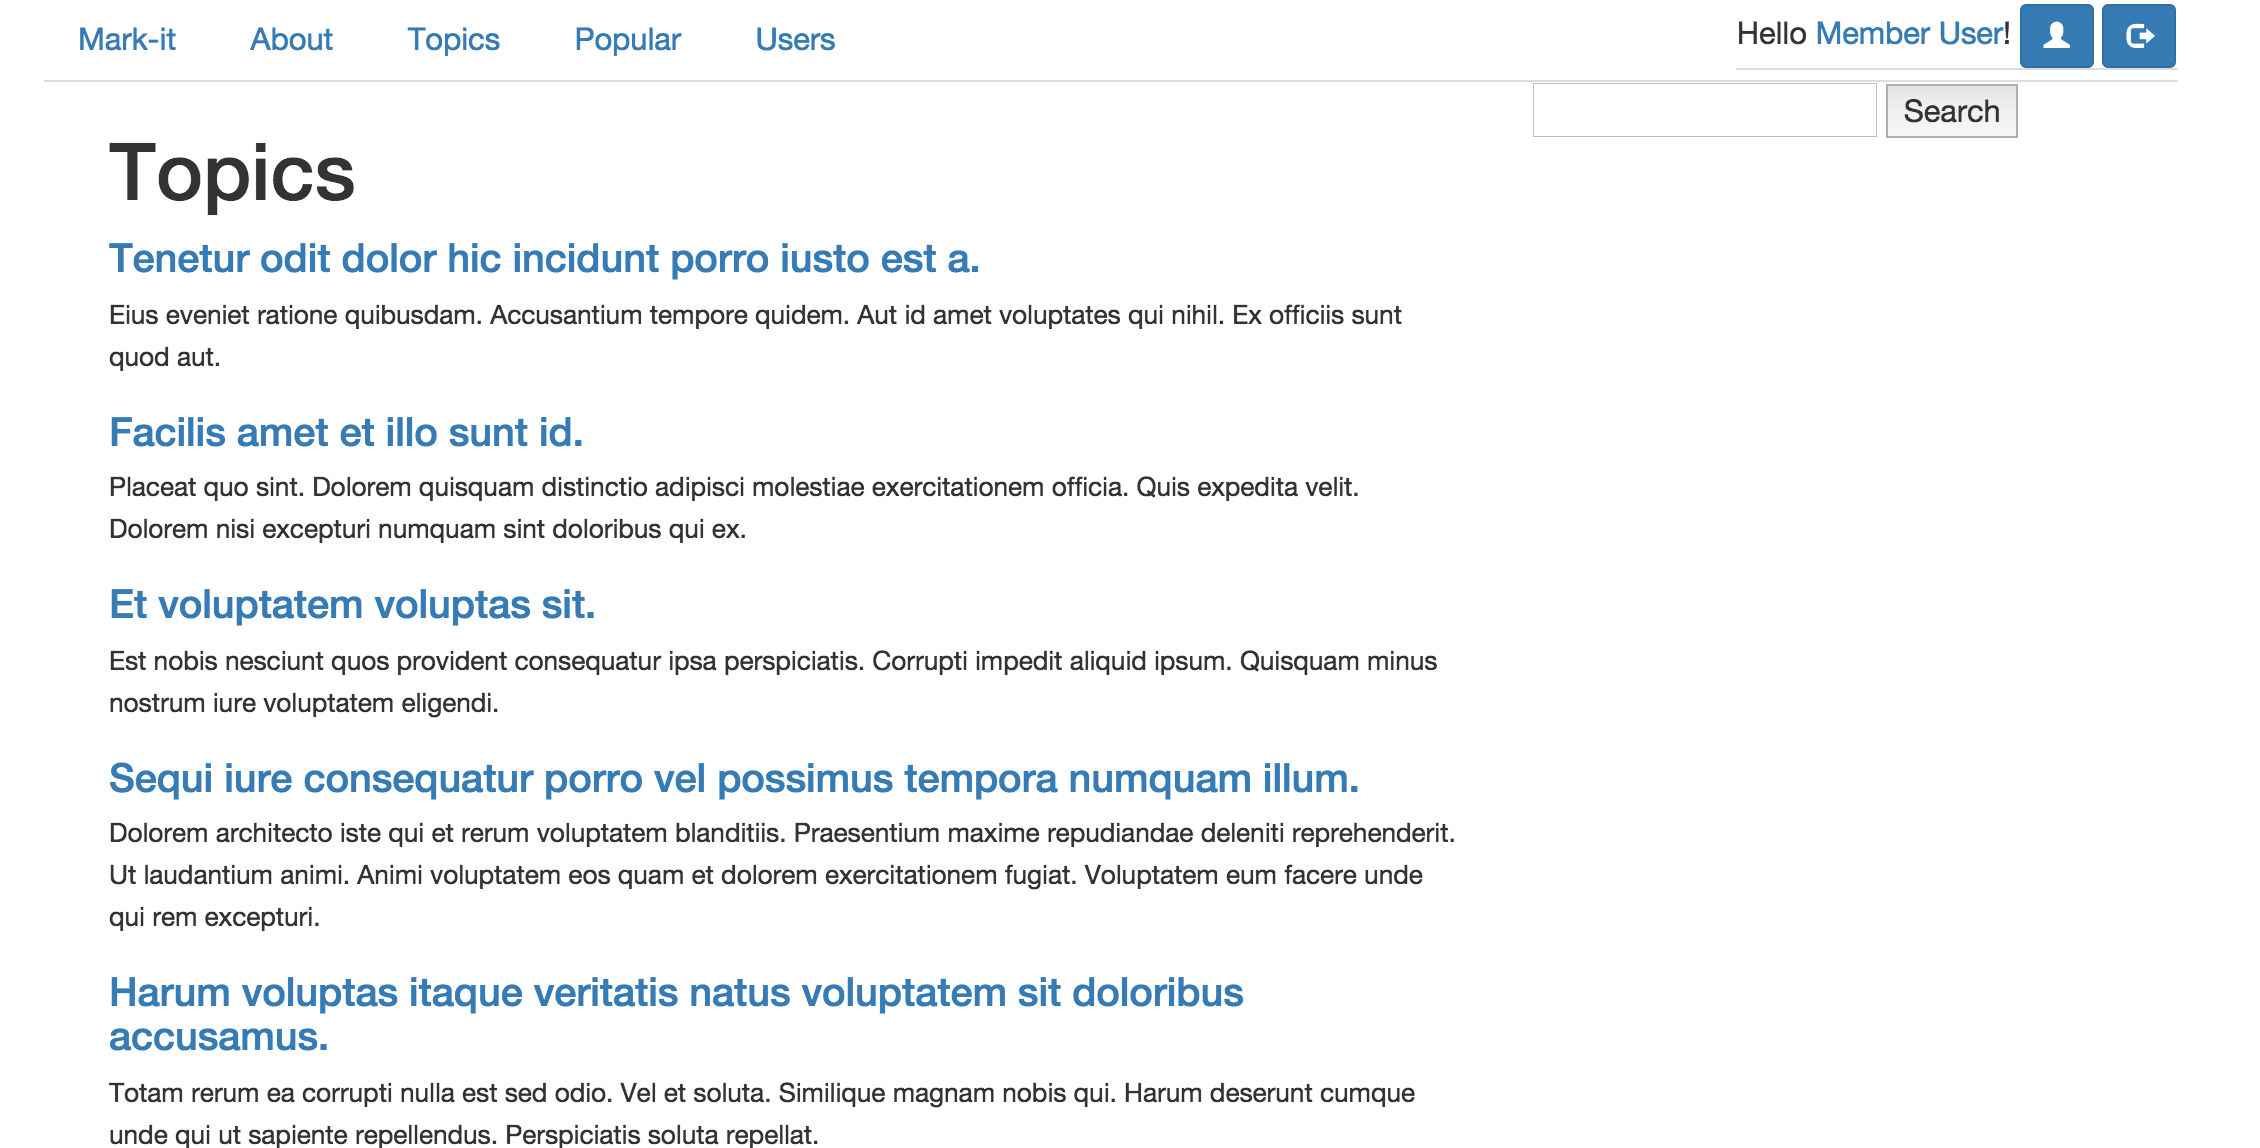 Mark-it About Topics Popular Users Hello Member User!
Search
Topics
Tenetur odit dolor hic incidunt porro iusto est a.
Eius eveniet ratione quibusdam. Accusantium tempore quidem. Aut id amet voluptates qui nihil. Ex officiis sunt
quod aut.
Facilis amet et illo sunt id.
Placeat quo sint. Dolorem quisquam distinctio adipisci molestiae exercitationem officia. Quis expedita velit.
Dolorem nisi excepturi numquam sint doloribus qui ex.
Et voluptatem voluptas sit.
Est nobis nesciunt quos provident consequatur ipsa perspiciatis. Corrupti impedit aliquid ipsum. Quisquam minus
nostrum iure voluptatem eligendi.
Sequi iure consequatur porro vel possimus tempora numquam illum.
Dolorem architecto iste qui et rerum voluptatem blanditiis. Praesentium maxime repudiandae deleniti reprehenderit.
Ut laudantium animi. Animi voluptatem eos quam et dolorem exercitationem fugiat. Voluptatem eum facere unde
qui rem excepturi.
Harum voluptas itaque veritatis natus voluptatem sit doloribus
accusamus.
Totam rerum ea corrupti nulla est sed odio. Vel et soluta. Similique magnam nobis qui. Harum deserunt cumque
unde qui ut sapiente repellendus. Perspiciatis soluta repellat.